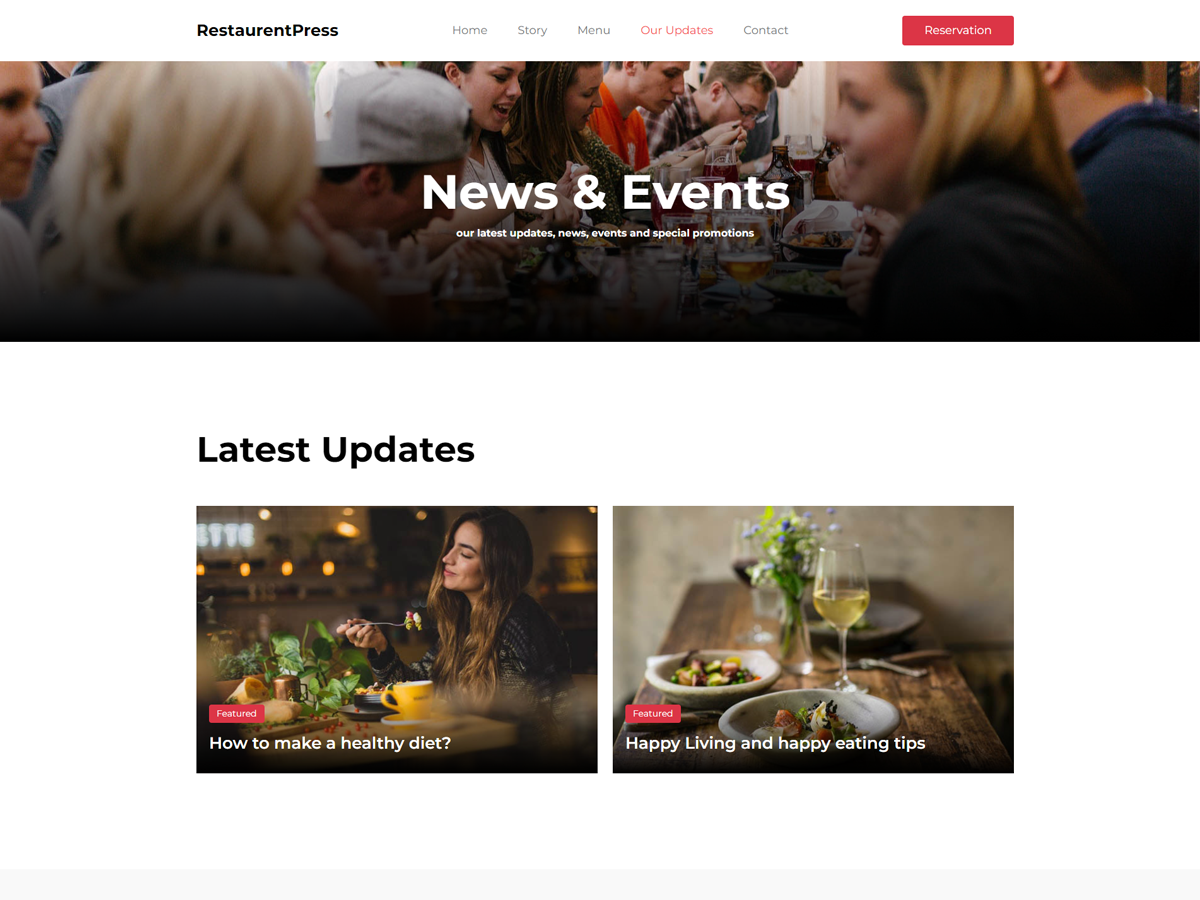 RestaurentPress
Home
Story
Menu
Our Updates
Contact
Reservation
News & Events
our latest updates, news, events and special promotions
Latest Updates
Featured
How to make a healthy diet?
Featured
Happy Living and happy eating tips